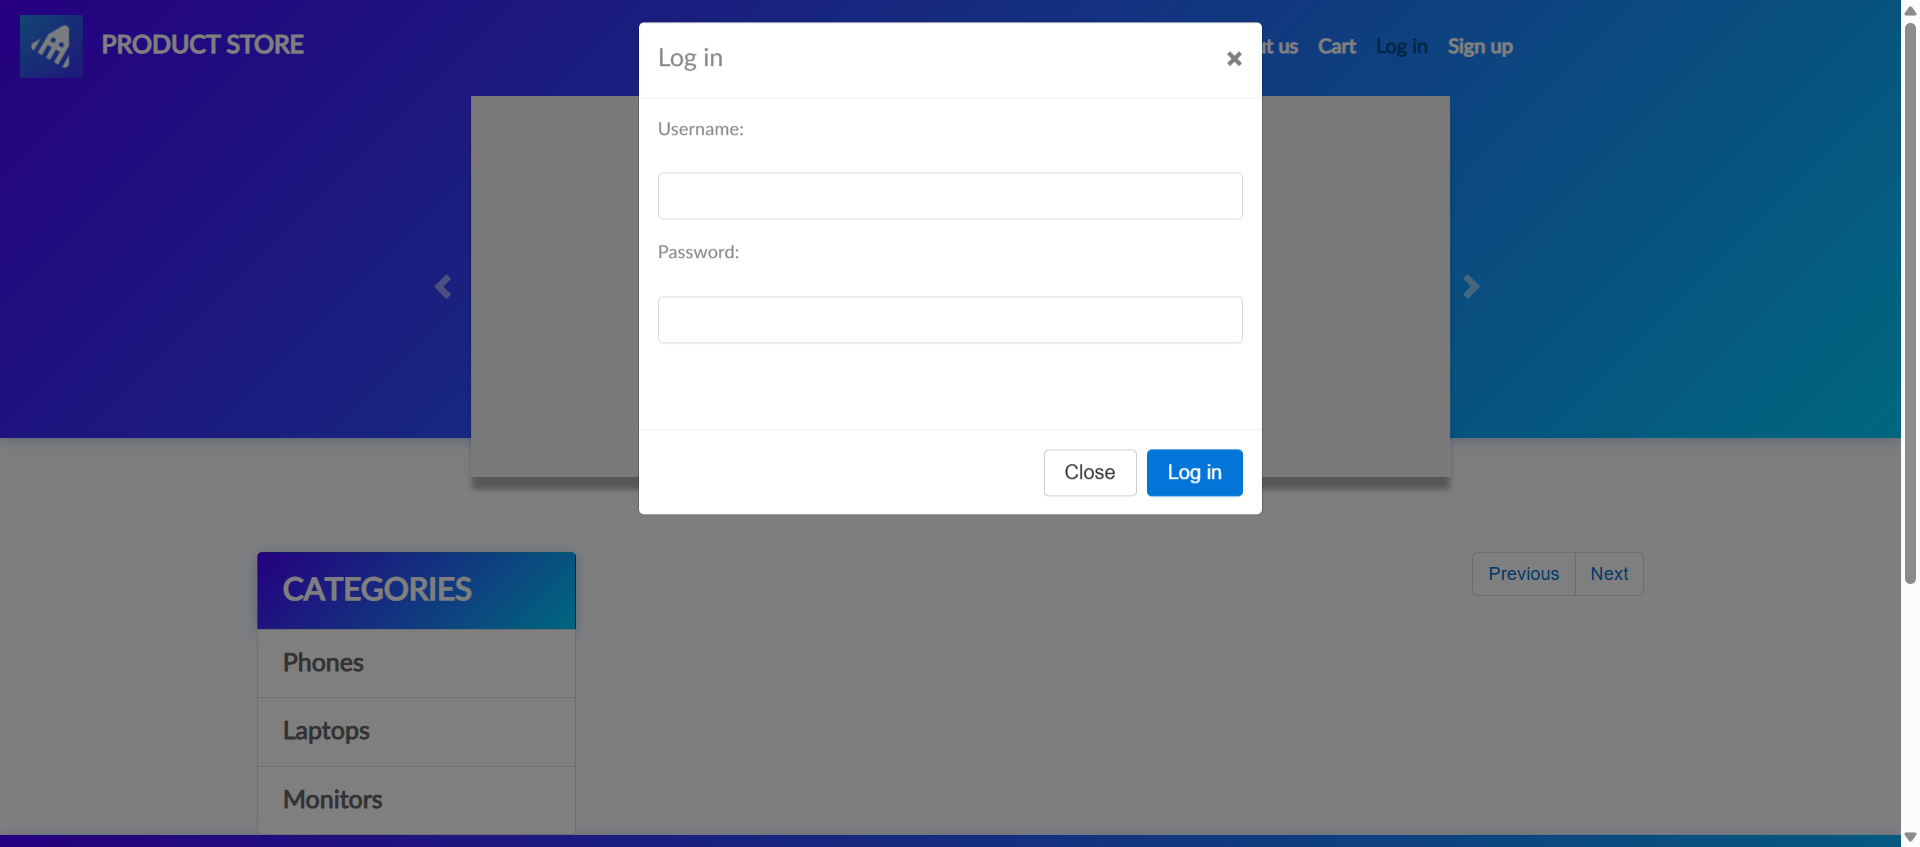 PRODUCT STORE
ut us Cart Log in Sign up
Log in
Username:
Password:
Close Log in
CATEGORIES
Phones
Laptops
Monitors
Previous Next